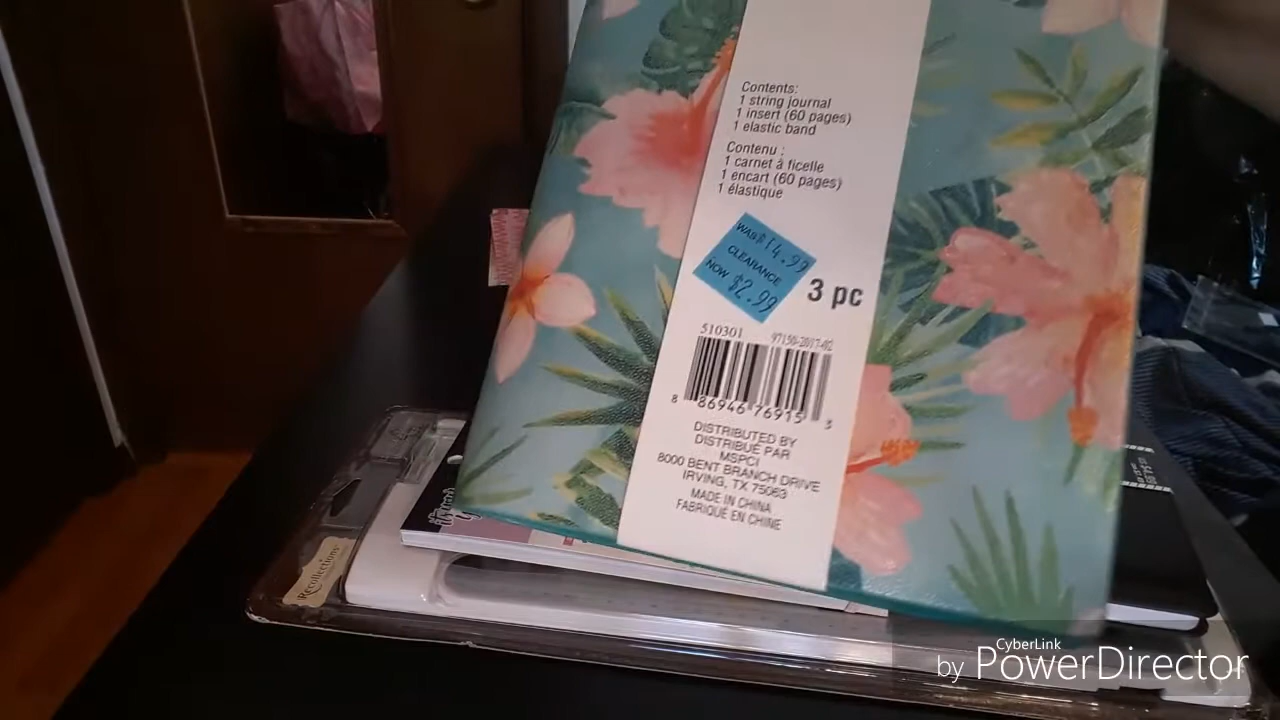 Contents:
1 string journal
1 insert (60 pages)
1 elastic band
Contenu :
1 carnet à ficelle
1 encart (60 pages)
1 élastique
WAS $14.99
CLEARANCE
NOW $2.99
3 pc
510301 97150-2017-02
8 86946 76915 3
DISTRIBUTED BY
DISTRIBUÉ PAR
MSPCI
8000 BENT BRANCH DRIVE
IRVING, TX 75063
MADE IN CHINA
FABRIQUÉ EN CHINE
Recollections
CyberLink
by PowerDirector